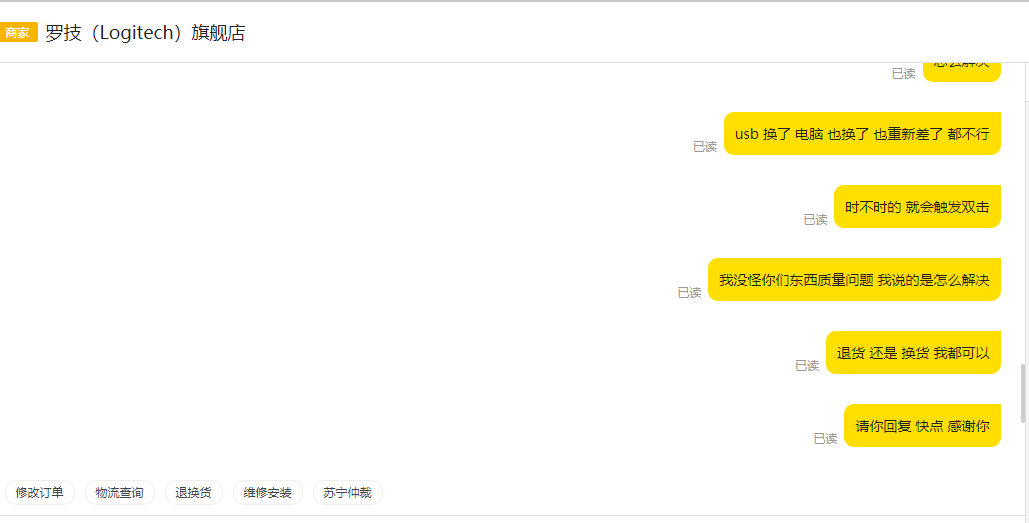 商家 罗技（Logitech）旗舰店
怎么解决
已读
usb 换了 电脑 也换了 也重新差了 都不行
已读
时不时的 就会触发双击
已读
我没怪你们东西质量问题 我说的是怎么解决
已读
退货 还是 换货 我都可以
已读
请你回复 快点 感谢你
已读
修改订单 物流查询 退换货 维修安装 苏宁仲裁